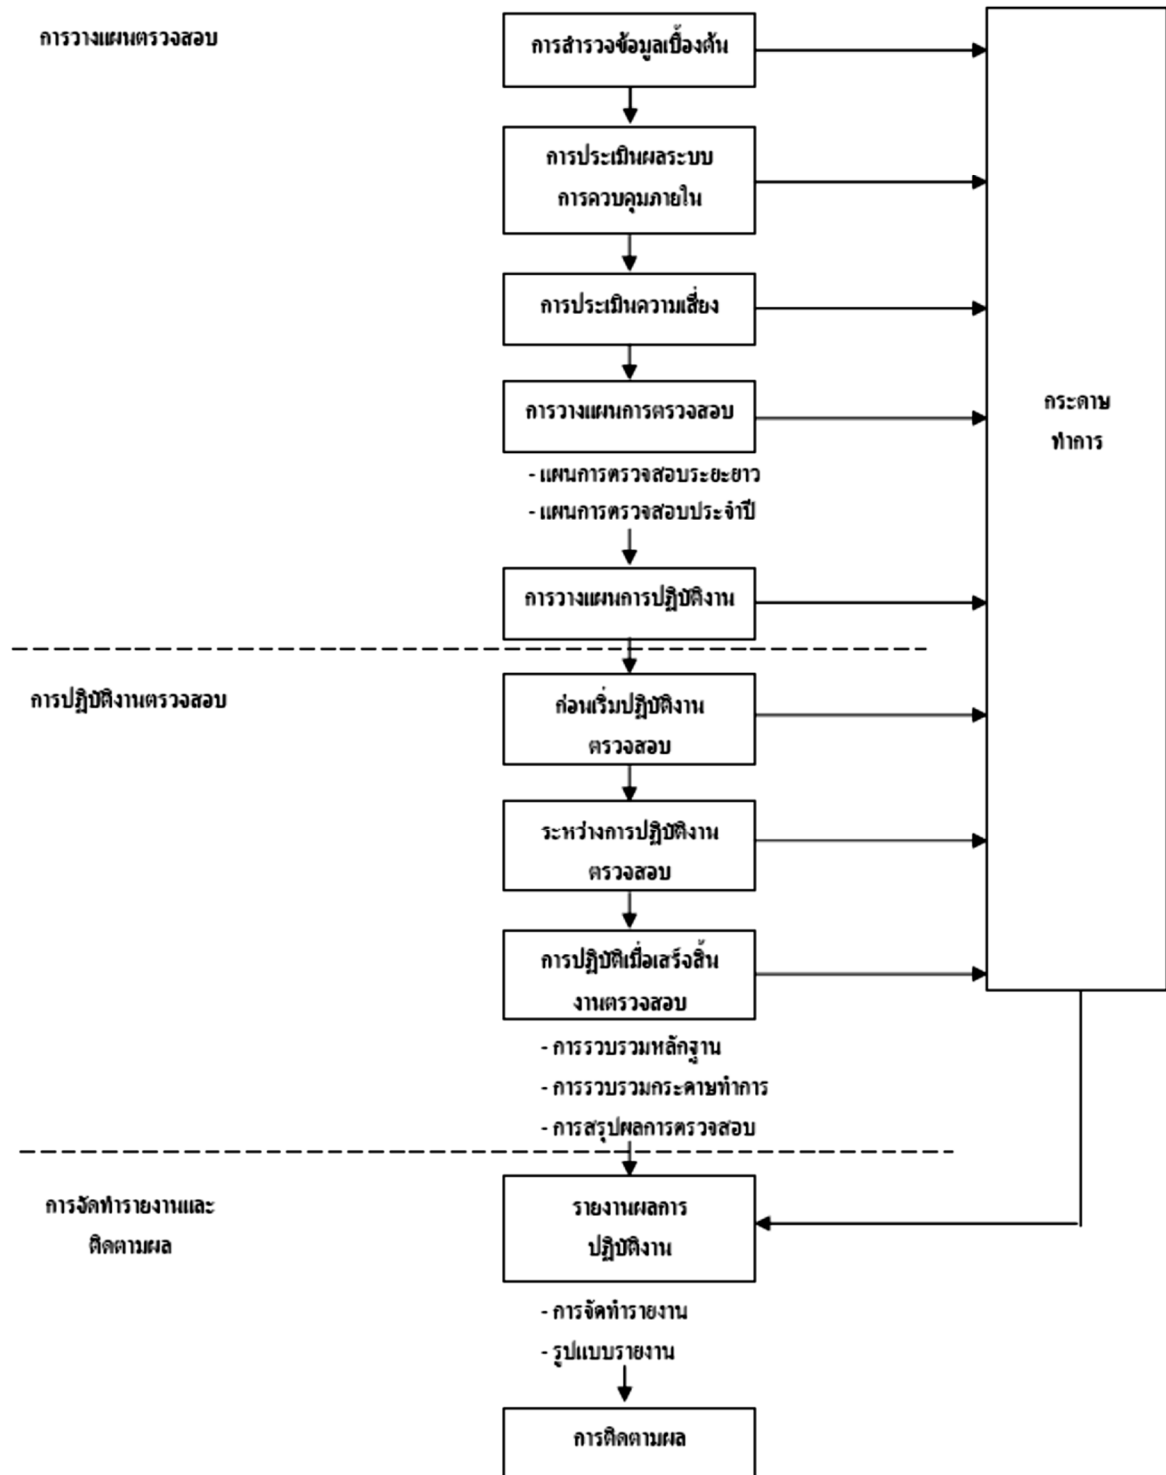 การวางแผนตรวจสอบ
การสำรวจข้อมูลเบื้องต้น
การประเมินผลระบบ
การควบคุมภายใน
การประเมินความเสี่ยง
การวางแผนการตรวจสอบ
- แผนการตรวจสอบระยะยาว
- แผนการตรวจสอบประจำปี
การวางแผนการปฏิบัติงาน
กระดาษ
ทำการ
การปฏิบัติงานตรวจสอบ
ก่อนเริ่มปฏิบัติงาน
ตรวจสอบ
ระหว่างการปฏิบัติงาน
ตรวจสอบ
การปฏิบัติเมื่อเสร็จสิ้น
งานตรวจสอบ
- การรวบรวมหลักฐาน
- การรวบรวมกระดาษทำการ
- การสรุปผลการตรวจสอบ
การจัดทำรายงานและ
ติดตามผล
รายงานผลการ
ปฏิบัติงาน
- การจัดทำรายงาน
- รูปแบบรายงาน
การติดตามผล